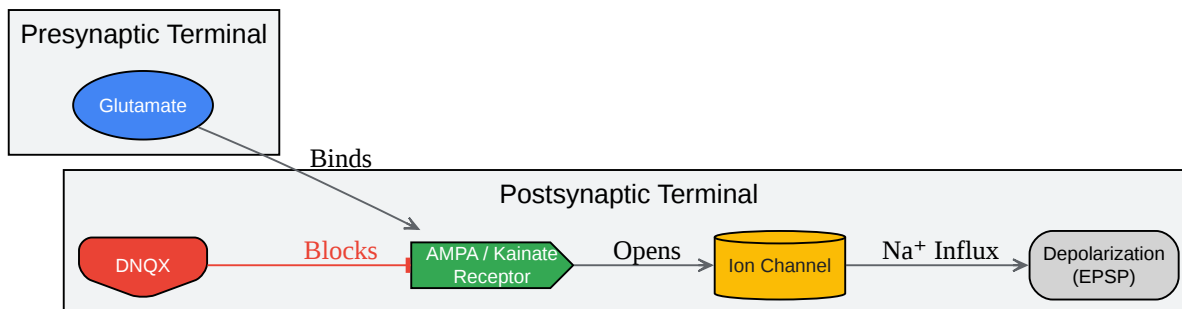 Presynaptic Terminal
Glutamate
Binds
Postsynaptic Terminal
DNQX
Blocks
AMPA / Kainate
Receptor
Opens
Ion Channel
Na⁺ Influx
Depolarization
(EPSP)